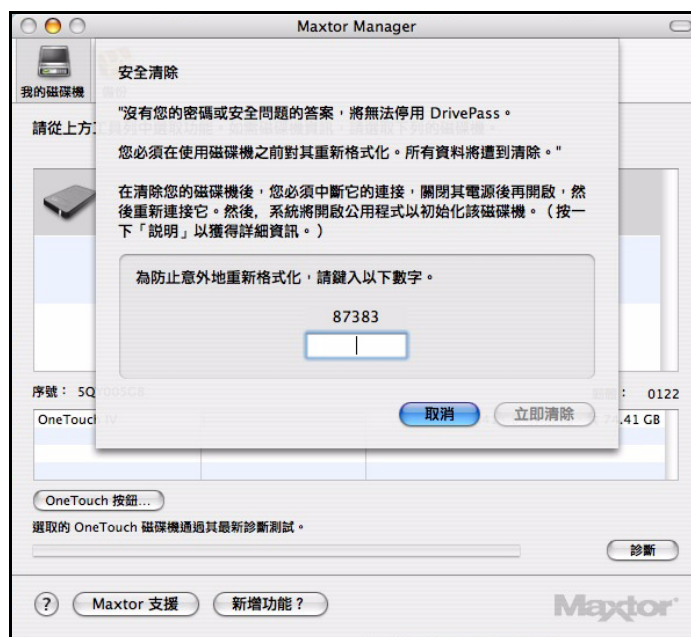 Maxtor Manager
我的磁碟機
安全清除
"沒有您的密碼或安全問題的答案，將無法停用 DrivePass。
您必須在使用磁碟機之前對其重新格式化。所有資料將遭到清除。"
在清除您的磁碟機後，您必須中斷它的連接，關閉其電源後再開啟，然
後重新連接它。然後, 系統將開啟公用程式以初始化該磁碟機。（按一
下「説明」以獲得詳細資訊。）
為防止意外地重新格式化，請鍵入以下數字。
87383
取消
立即清除
請從上方
序號： 5QY00SG8
： 0122
OneTouch IV
74.41 GB
OneTouch 按鈕...
選取的 OneTouch 磁碟機通過其最新診斷測試。
診斷
?
Maxtor 支援
新增功能？
Maxtor